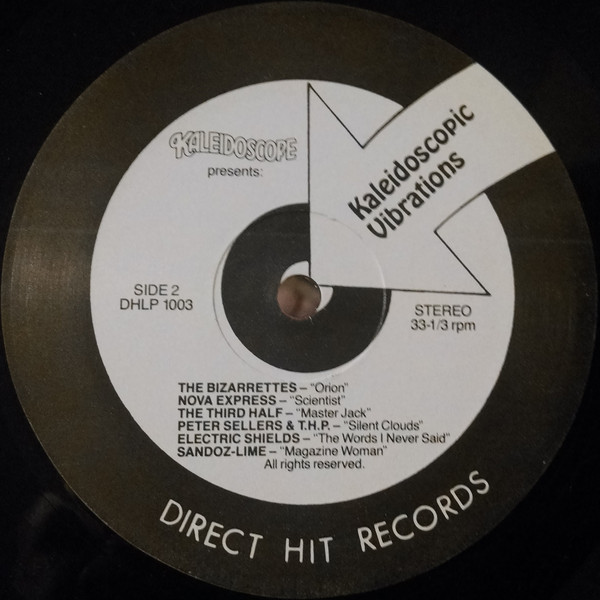 KALEIDOSCOPE
presents:
Kaleidoscopic
Vibrations
SIDE 2
DHLP 1003
STEREO
33-1/3 rpm
THE BIZARRETTES – "Orion"
NOVA EXPRESS – "Scientist"
THE THIRD HALF – "Master Jack"
PETER SELLERS & T.H.P. – "Silent Clouds"
ELECTRIC SHIELDS – "The Words I Never Said"
SANDOZ-LIME – "Magazine Woman"
All rights reserved.
DIRECT HIT RECORDS